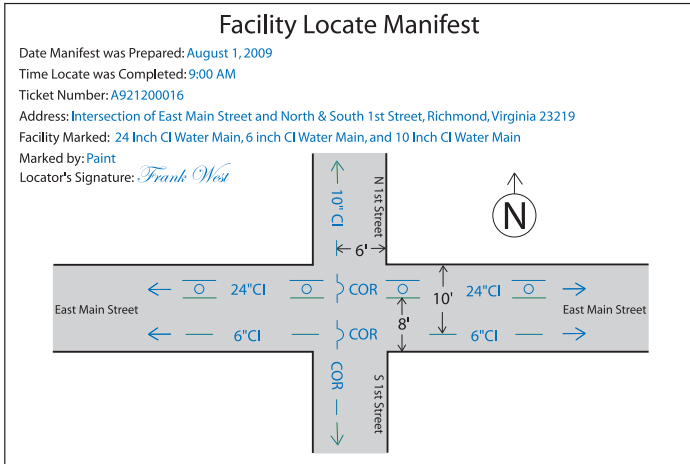 Facility Locate Manifest
Date Manifest was Prepared: August 1, 2009
Time Locate was Completed: 9:00 AM
Ticket Number: A921200016
Address: Intersection of East Main Street and North & South 1st Street, Richmond, Virginia 23219
Facility Marked: 24 Inch CI Water Main, 6 inch CI Water Main, and 10 Inch CI Water Main
Marked by: Paint
Locator's Signature: Frank West
10" CI
N 1st Street
N
6'
24"CI
COR
10'
24"CI
East Main Street
8'
East Main Street
6"CI
COR
6"CI
COR
S 1st Street